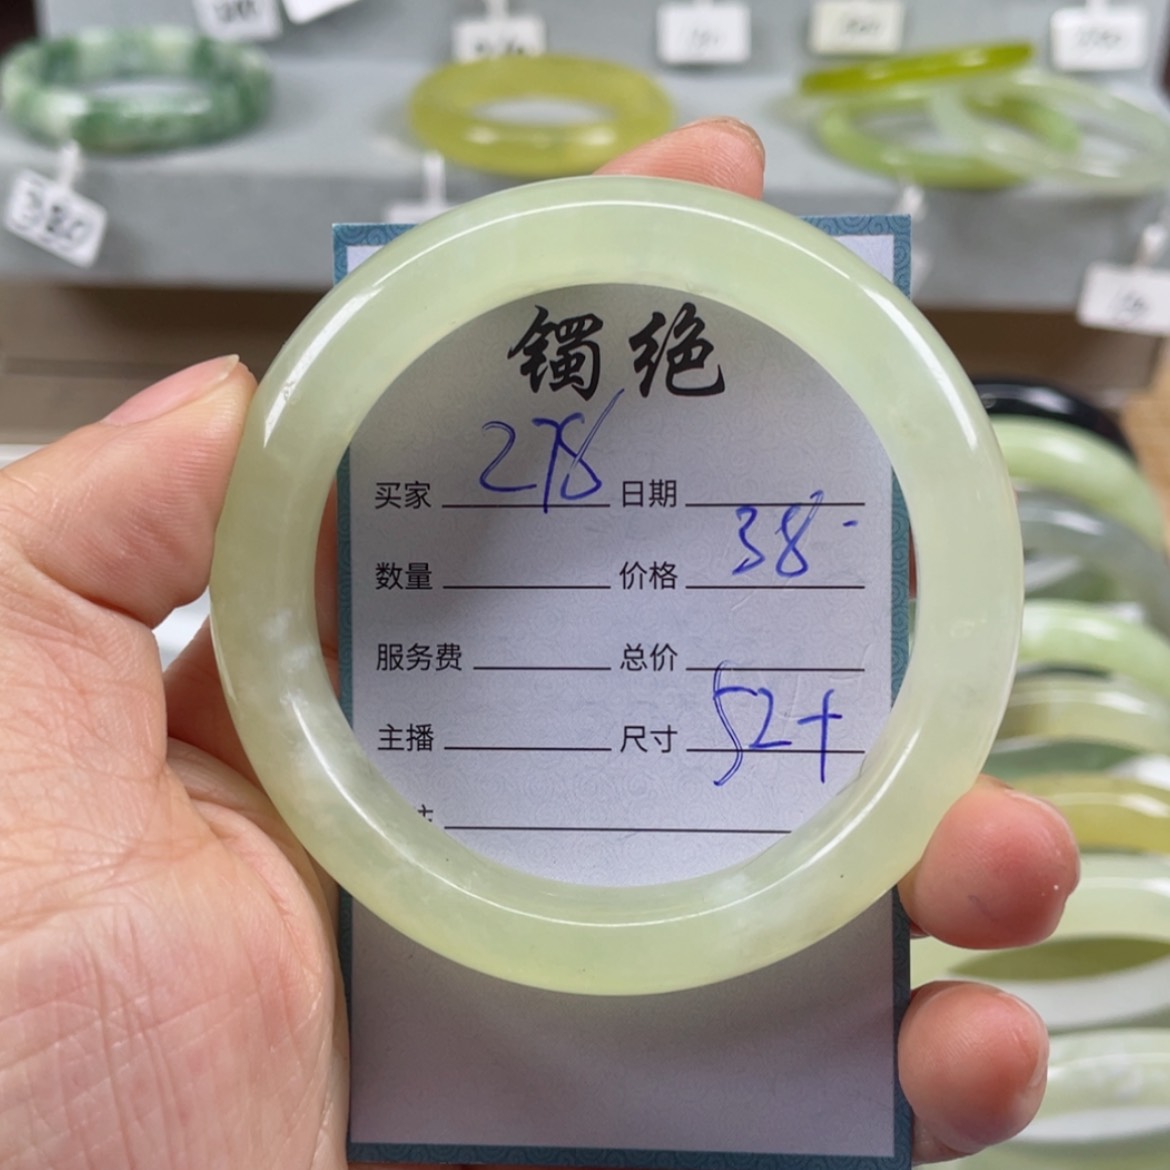 镯绝
买家 278 日期
数量 价格 38-
服务费 总价
主播 尺寸 52+
380